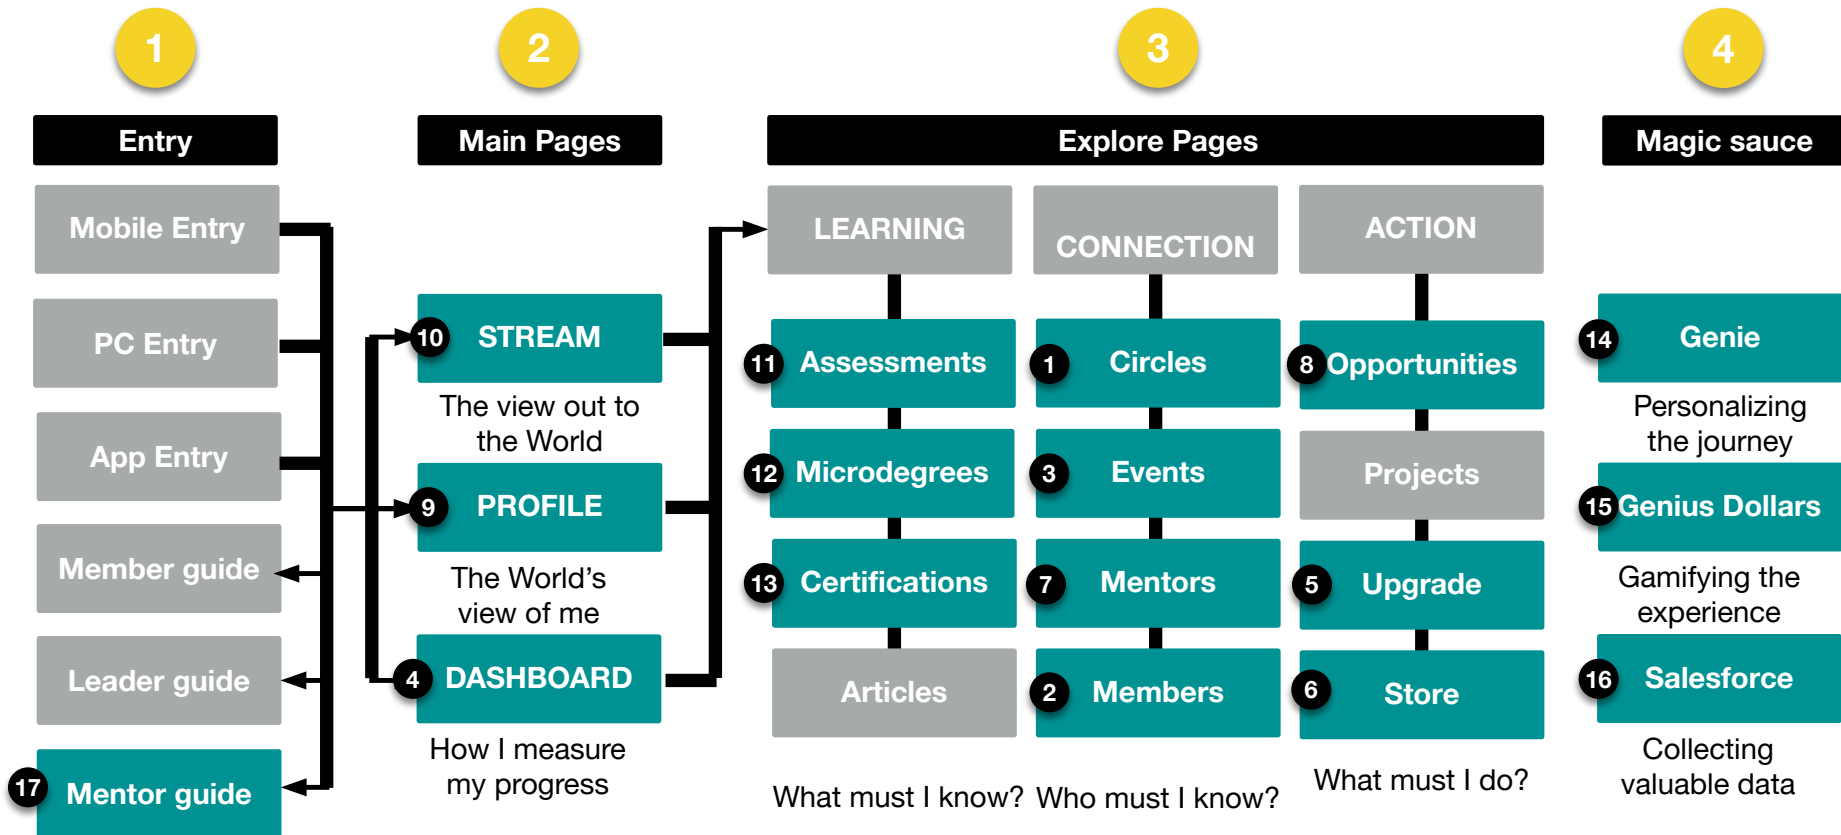 1
2
3
4
Entry
Main Pages
Explore Pages
Magic sauce
Mobile Entry
PC Entry
App Entry
Member guide
Leader guide
17
Mentor guide
10
STREAM
The view out to
the World
9
PROFILE
The World's
view of me
4
DASHBOARD
How I measure
my progress
LEARNING
11
Assessments
12
Microdegrees
13
Certifications
Articles
What must I know?
CONNECTION
1
Circles
3
Events
7
Mentors
2
Members
Who must I know?
ACTION
8
Opportunities
Projects
5
Upgrade
6
Store
What must I do?
14
Genie
Personalizing
the journey
15
Genius Dollars
Gamifying the
experience
16
Salesforce
Collecting
valuable data